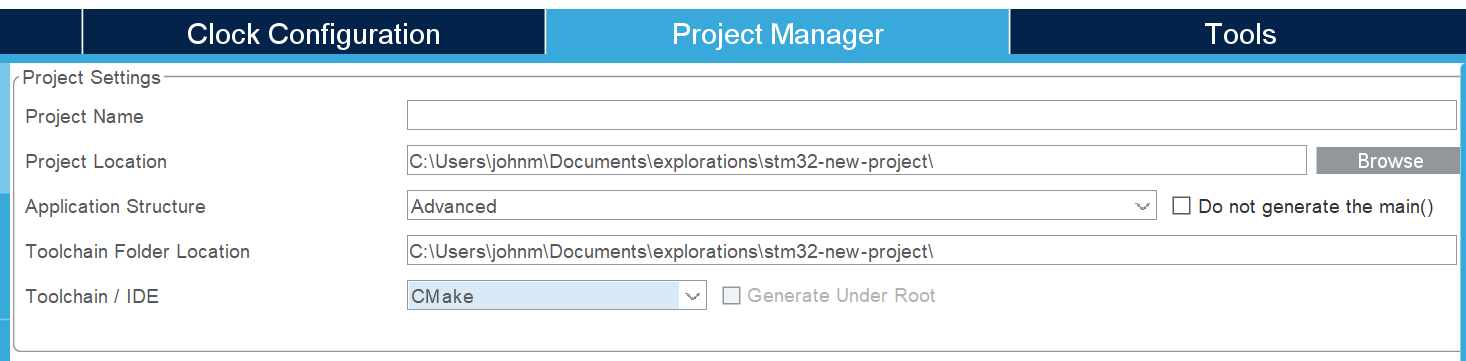 Clock Configuration Project Manager Tools
Project Settings
Project Name
Project Location C:\Users\johnm\Documents\explorations\stm32-new-project\ Browse
Application Structure Advanced Do not generate the main()
Toolchain Folder Location C:\Users\johnm\Documents\explorations\stm32-new-project\
Toolchain / IDE CMake Generate Under Root